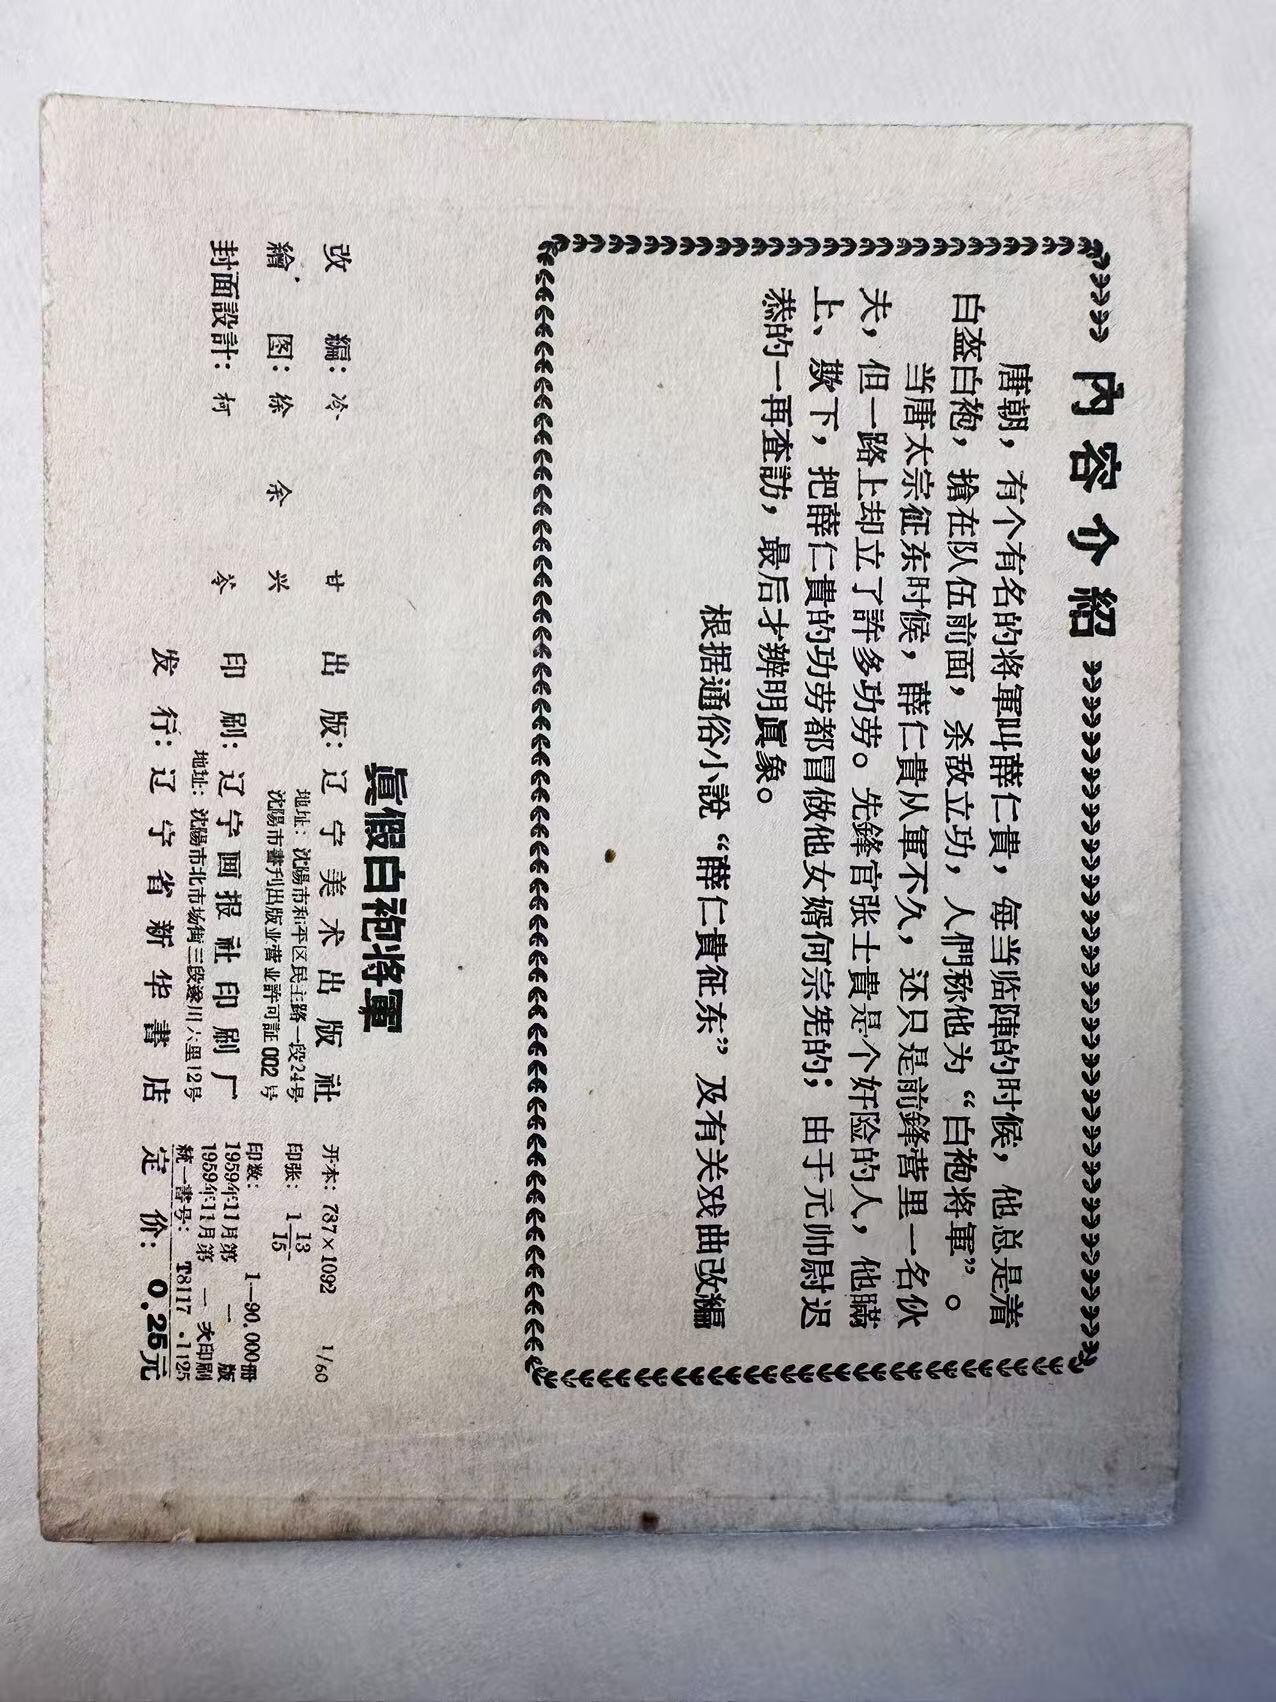 內容介紹
唐朝，有个有名的将軍叫薛仁貴，每当临陣的时候，他总是着
白盔白袍，搶在队伍前面，杀敌立功，人們称他为“白袍将軍”。
当唐太宗征东时候，薛仁貴从軍不久，还只是前鋒营里一名伙
夫，但一路上却立了許多功劳。先鋒官张士貴是个奸险的人，他瞞
上、欺下，把薛仁貴的功劳都冒做他女婿何宗宪的；由于元帅尉迟
恭的一再查訪，最后才辨明眞象。
根据通俗小說“薛仁貴征东”及有关戏曲改編
眞假白袍将軍
改編：冷甘
繪图：徐余兴
封面設計：柯冷
出版：辽宁美术出版社
地址：沈陽市和平区民主路一段24号
沈陽市書刊出版业营业許可証002号
印刷：辽宁画报社印刷厂
地址：沈陽市北市场街三段遂川六里12号
发行：辽宁省新华書店
开本：787×1092 1/60
印张：1 13/15
印数：1—90.000冊
1959年11月第一版
1959年11月第一次印刷
統一書号：T8117.1125
定价：0.25元